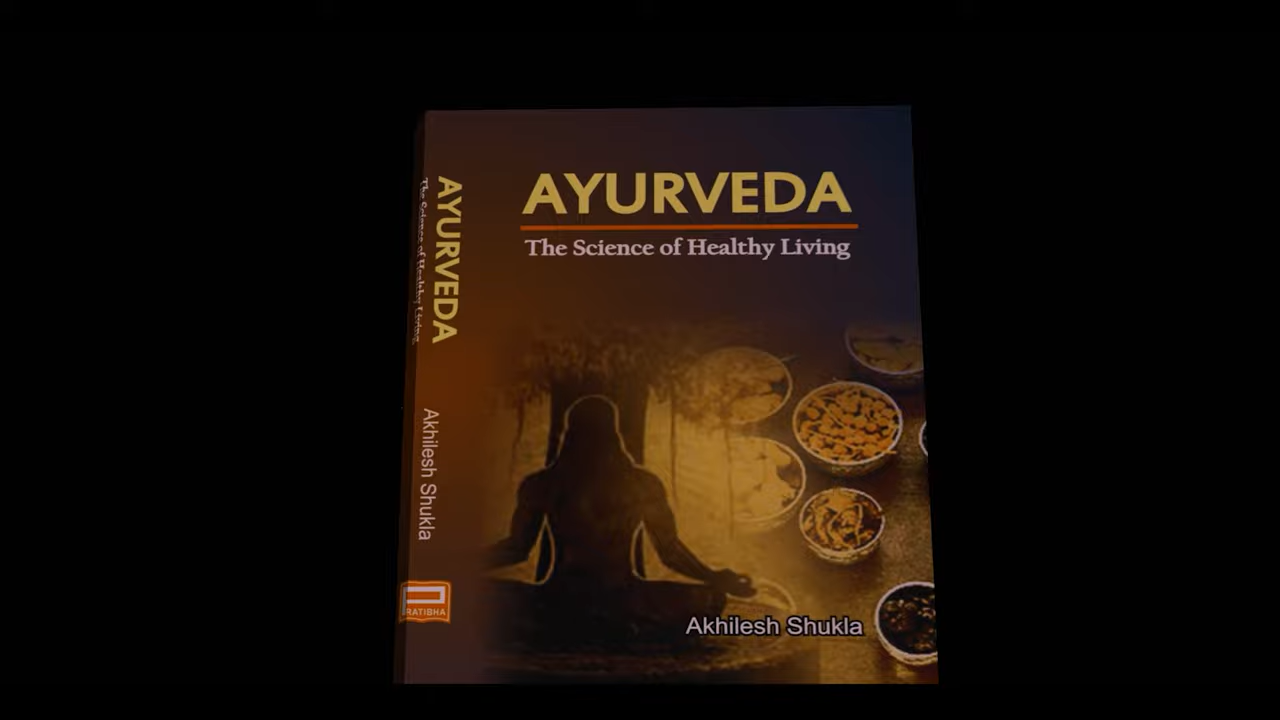 AYURVEDA
The Science of Healthy Living
Akhilesh Shukla
AYURVEDA
The Science of Healthy Living
Akhilesh Shukla
PRATIBHA